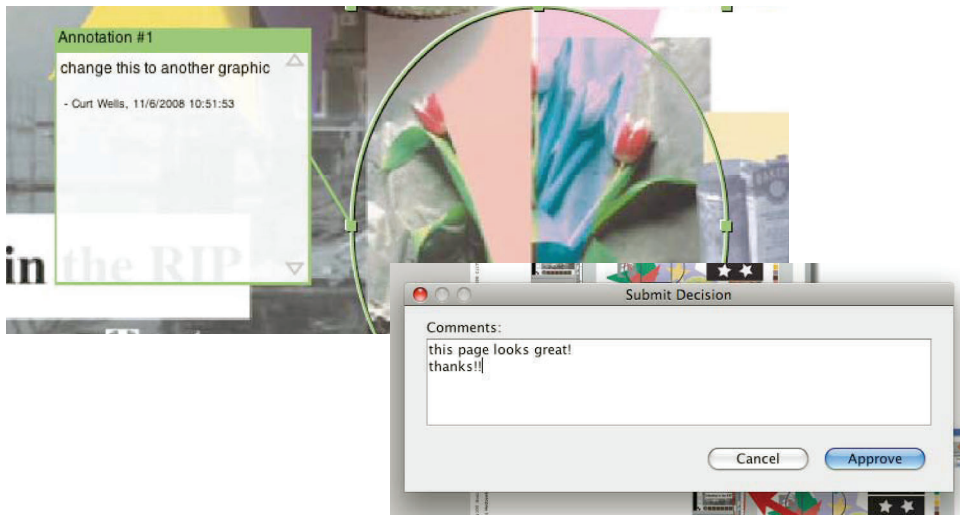 Annotation #1
change this to another graphic
- Curt Wells, 11/6/2008 10:51:53
in the RIP
Submit Decision
Comments:
this page looks great!
thanks!!
Cancel
Approve